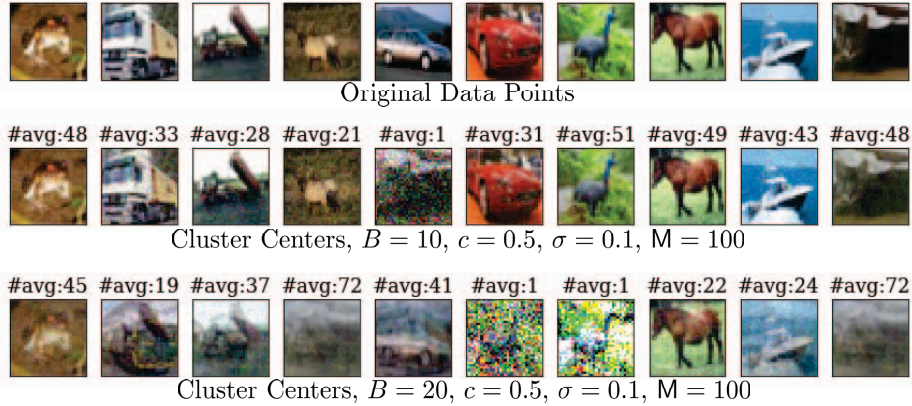 Original Data Points
#avg:48 #avg:33 #avg:28 #avg:21 #avg:1 #avg:31 #avg:51 #avg:49 #avg:43 #avg:48
Cluster Centers, B = 10, c = 0.5, σ = 0.1, M = 100
#avg:45 #avg:19 #avg:37 #avg:72 #avg:41 #avg:1 #avg:1 #avg:22 #avg:24 #avg:72
Cluster Centers, B = 20, c = 0.5, σ = 0.1, M = 100